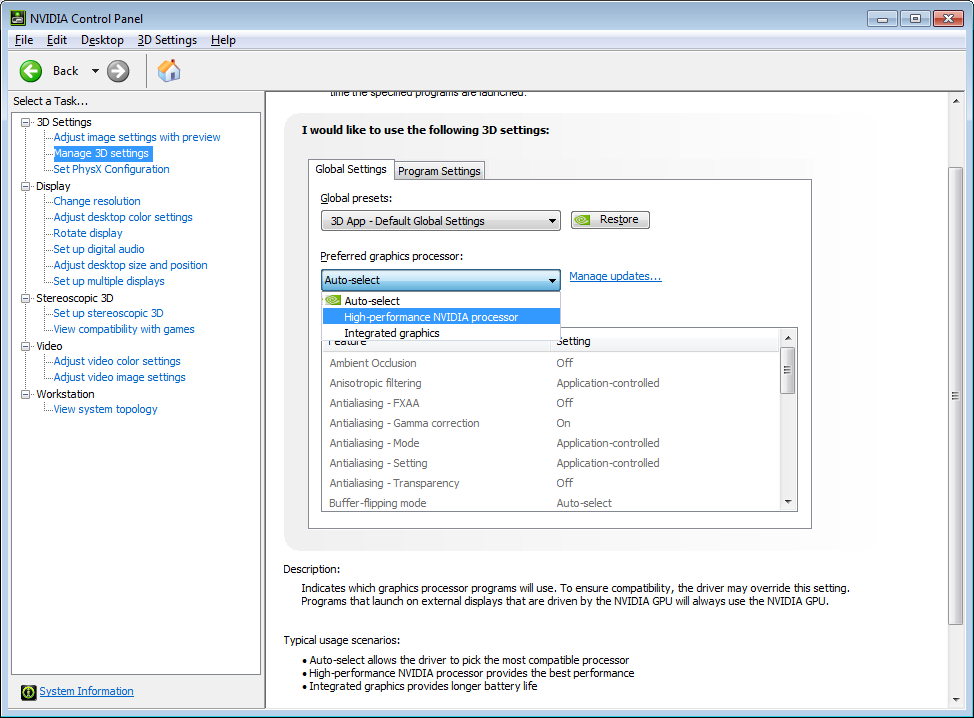 NVIDIA Control Panel
File Edit Desktop 3D Settings Help
Back
Select a Task...
3D Settings
Adjust image settings with preview
Manage 3D settings
Set PhysX Configuration
Display
Change resolution
Adjust desktop color settings
Rotate display
Set up digital audio
Adjust desktop size and position
Set up multiple displays
Stereoscopic 3D
Set up stereoscopic 3D
View compatibility with games
Video
Adjust video color settings
Adjust video image settings
Workstation
View system topology
System Information
time the specified programs are launched.
I would like to use the following 3D settings:
Global Settings Program Settings
Global presets:
3D App - Default Global Settings Restore
Preferred graphics processor:
Auto-select Manage updates...
Auto-select
High-performance NVIDIA processor
Integrated graphics
Feature Setting
Ambient Occlusion Off
Anisotropic filtering Application-controlled
Antialiasing - FXAA Off
Antialiasing - Gamma correction On
Antialiasing - Mode Application-controlled
Antialiasing - Setting Application-controlled
Antialiasing - Transparency Off
Buffer-flipping mode Auto-select
Description:
Indicates which graphics processor programs will use. To ensure compatibility, the driver may override this setting.
Programs that launch on external displays that are driven by the NVIDIA GPU will always use the NVIDIA GPU.
Typical usage scenarios:
• Auto-select allows the driver to pick the most compatible processor
• High-performance NVIDIA processor provides the best performance
• Integrated graphics provides longer battery life